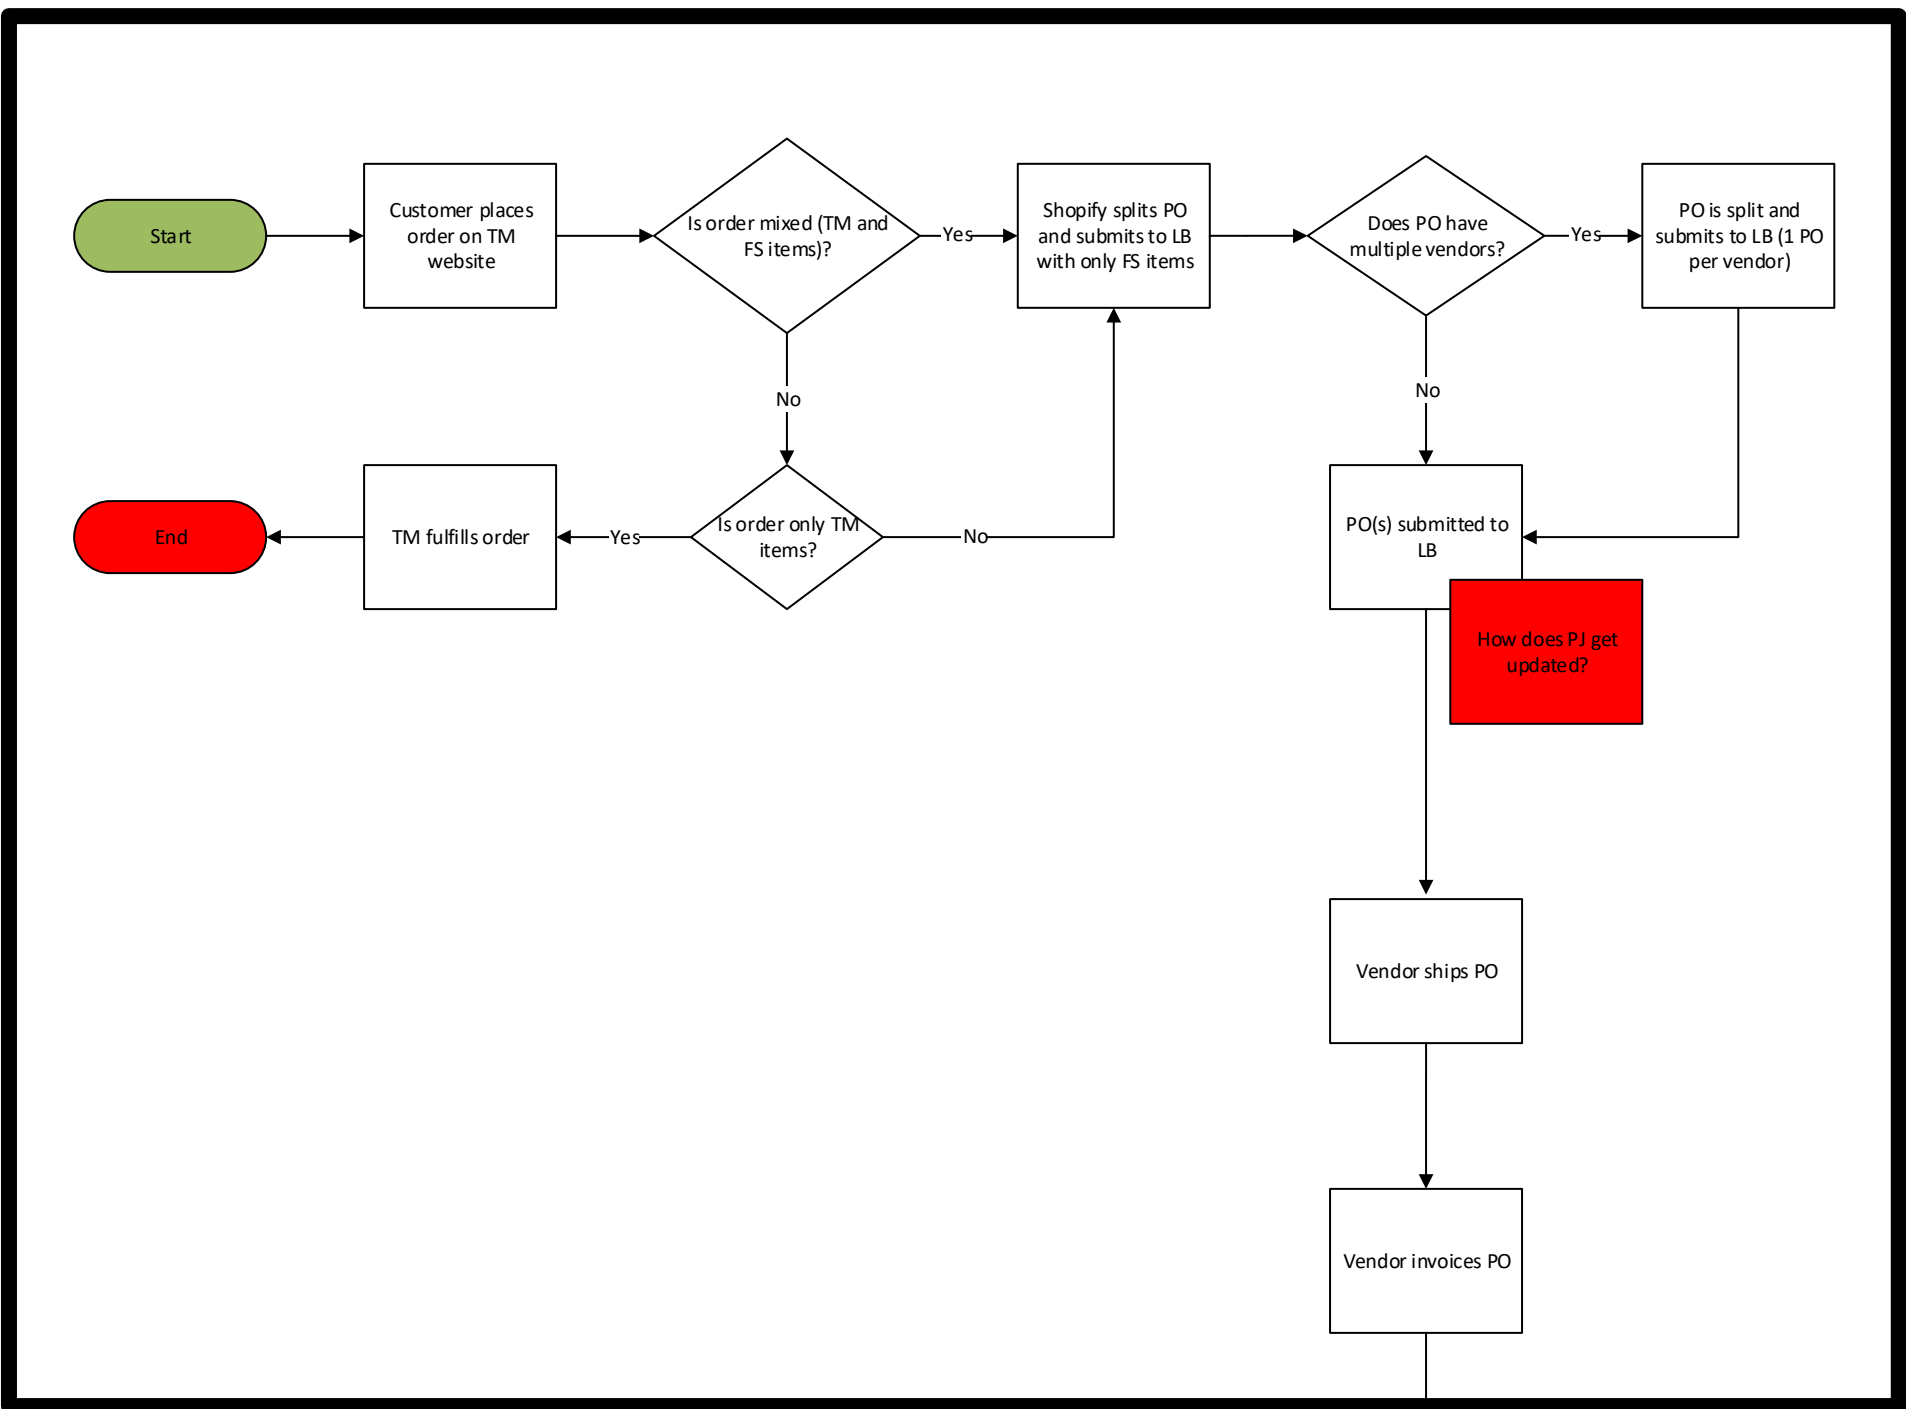 Start
Customer places
order on TM
website
Is order mixed (TM and
FS items)?
Yes
Shopify splits PO
and submits to LB
with only FS items
Does PO have
multiple vendors?
Yes
PO is split and
submits to LB (1 PO
per vendor)
No
No
End
TM fulfills order
Yes
Is order only TM
items?
No
PO(s) submitted to
LB
How does PJ get
updated?
Vendor ships PO
Vendor invoices PO